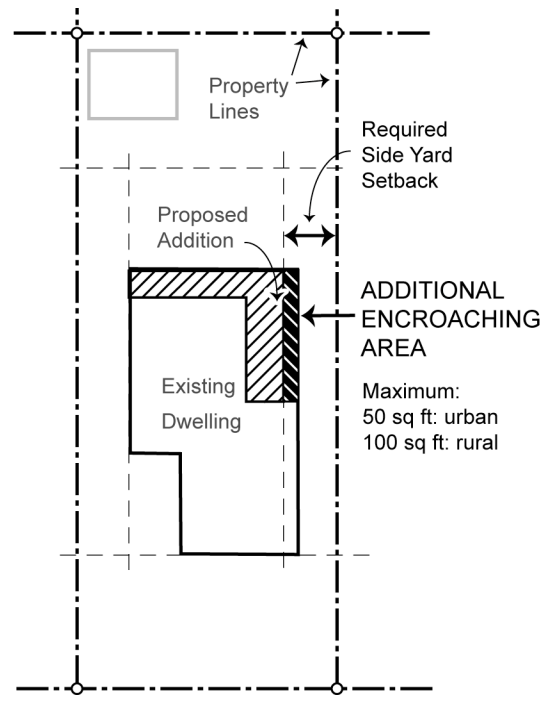 Property
Lines
Required
Side Yard
Setback
Proposed
Addition
ADDITIONAL
ENCROACHING
AREA
Existing
Dwelling
Maximum:
50 sq ft: urban
100 sq ft: rural